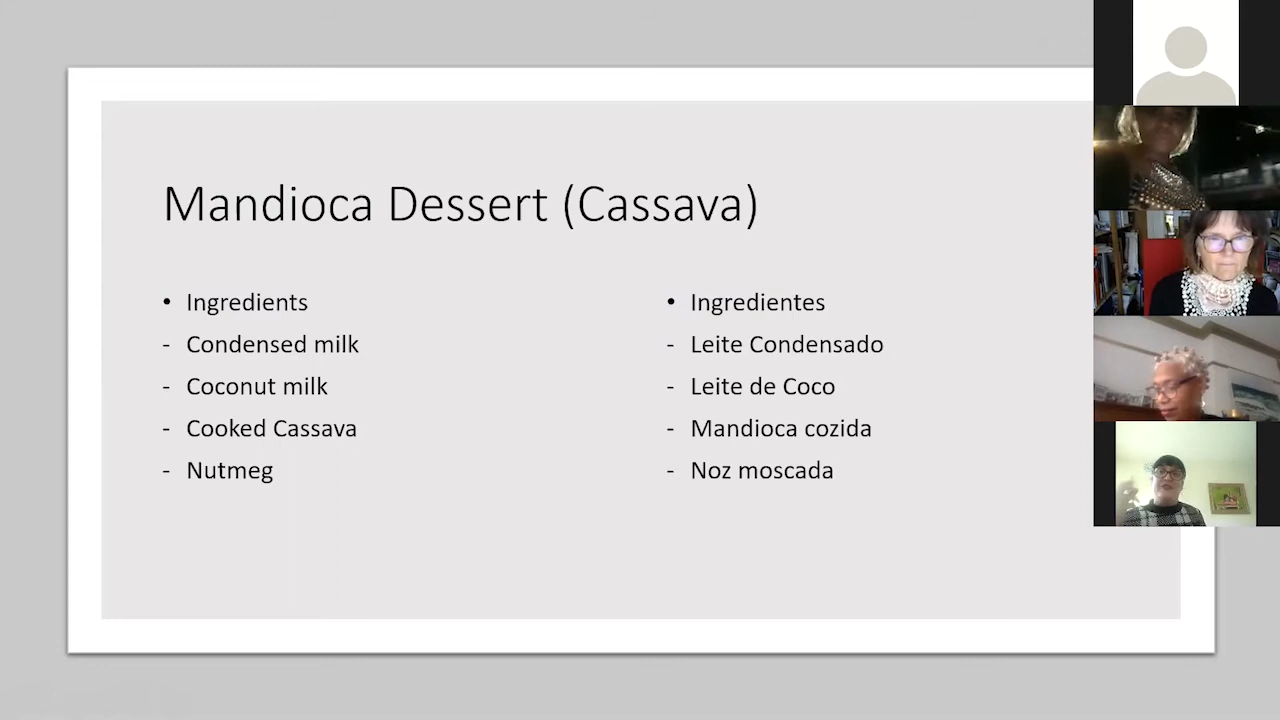 Mandioca Dessert (Cassava)
• Ingredients
- Condensed milk
- Coconut milk
- Cooked Cassava
- Nutmeg
• Ingredientes
- Leite Condensado
- Leite de Coco
- Mandioca cozida
- Noz moscada